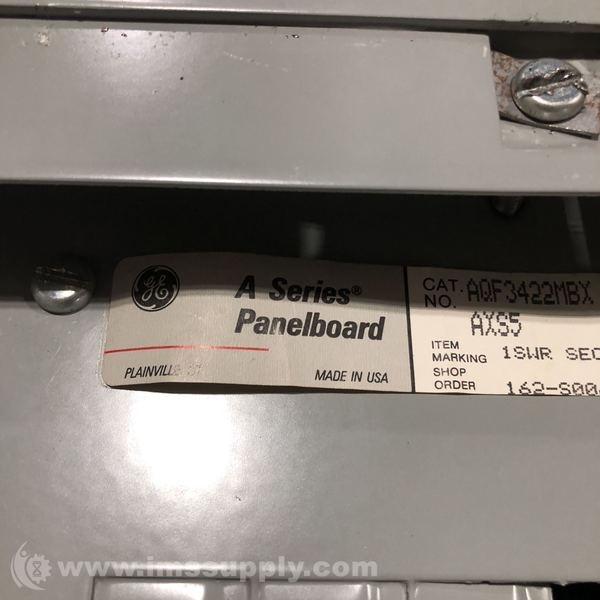 GE
A Series®
Panelboard
PLAINVILLE
MADE IN USA
CAT. NO. AQF3422MBX
AXS5
ITEM MARKING 1SWR SEC
SHOP ORDER 162-S00
www.imssupply.com